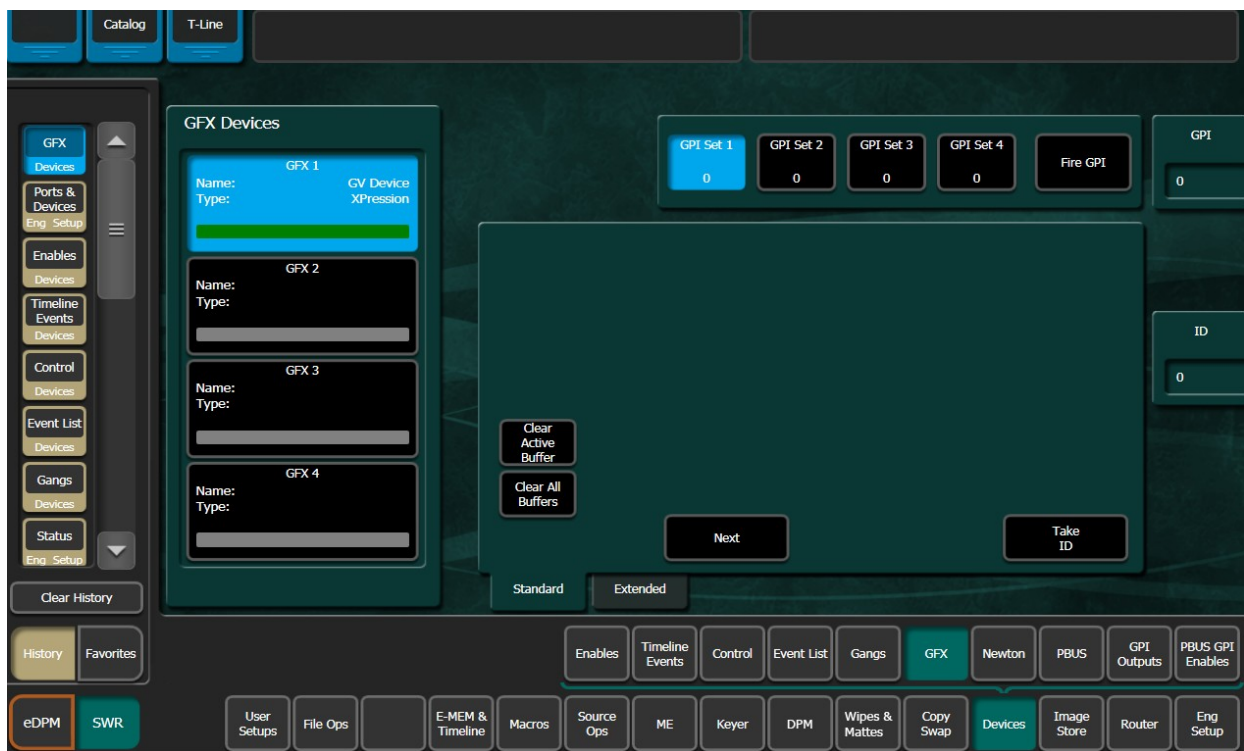 Catalog
T-Line
GFX
Devices
Ports &
Devices
Eng Setup
Enables
Devices
Timeline
Events
Devices
Control
Devices
Event List
Devices
Gangs
Devices
Status
Eng Setup
Clear History
History
Favorites
eDPM
SWR
GFX Devices
GFX 1
Name: GV Device
Type: XPression
GFX 2
Name:
Type:
GFX 3
Name:
Type:
GFX 4
Name:
Type:
GPI Set 1
0
GPI Set 2
0
GPI Set 3
0
GPI Set 4
0
Fire GPI
GPI
0
ID
0
Clear
Active
Buffer
Clear All
Buffers
Next
Take
ID
Standard
Extended
Enables
Timeline
Events
Control
Event List
Gangs
GFX
Newton
PBUS
GPI
Outputs
PBUS GPI
Enables
User
Setups
File Ops
E-MEM &
Timeline
Macros
Source
Ops
ME
Keyer
DPM
Wipes &
Mattes
Copy
Swap
Devices
Image
Store
Router
Eng
Setup